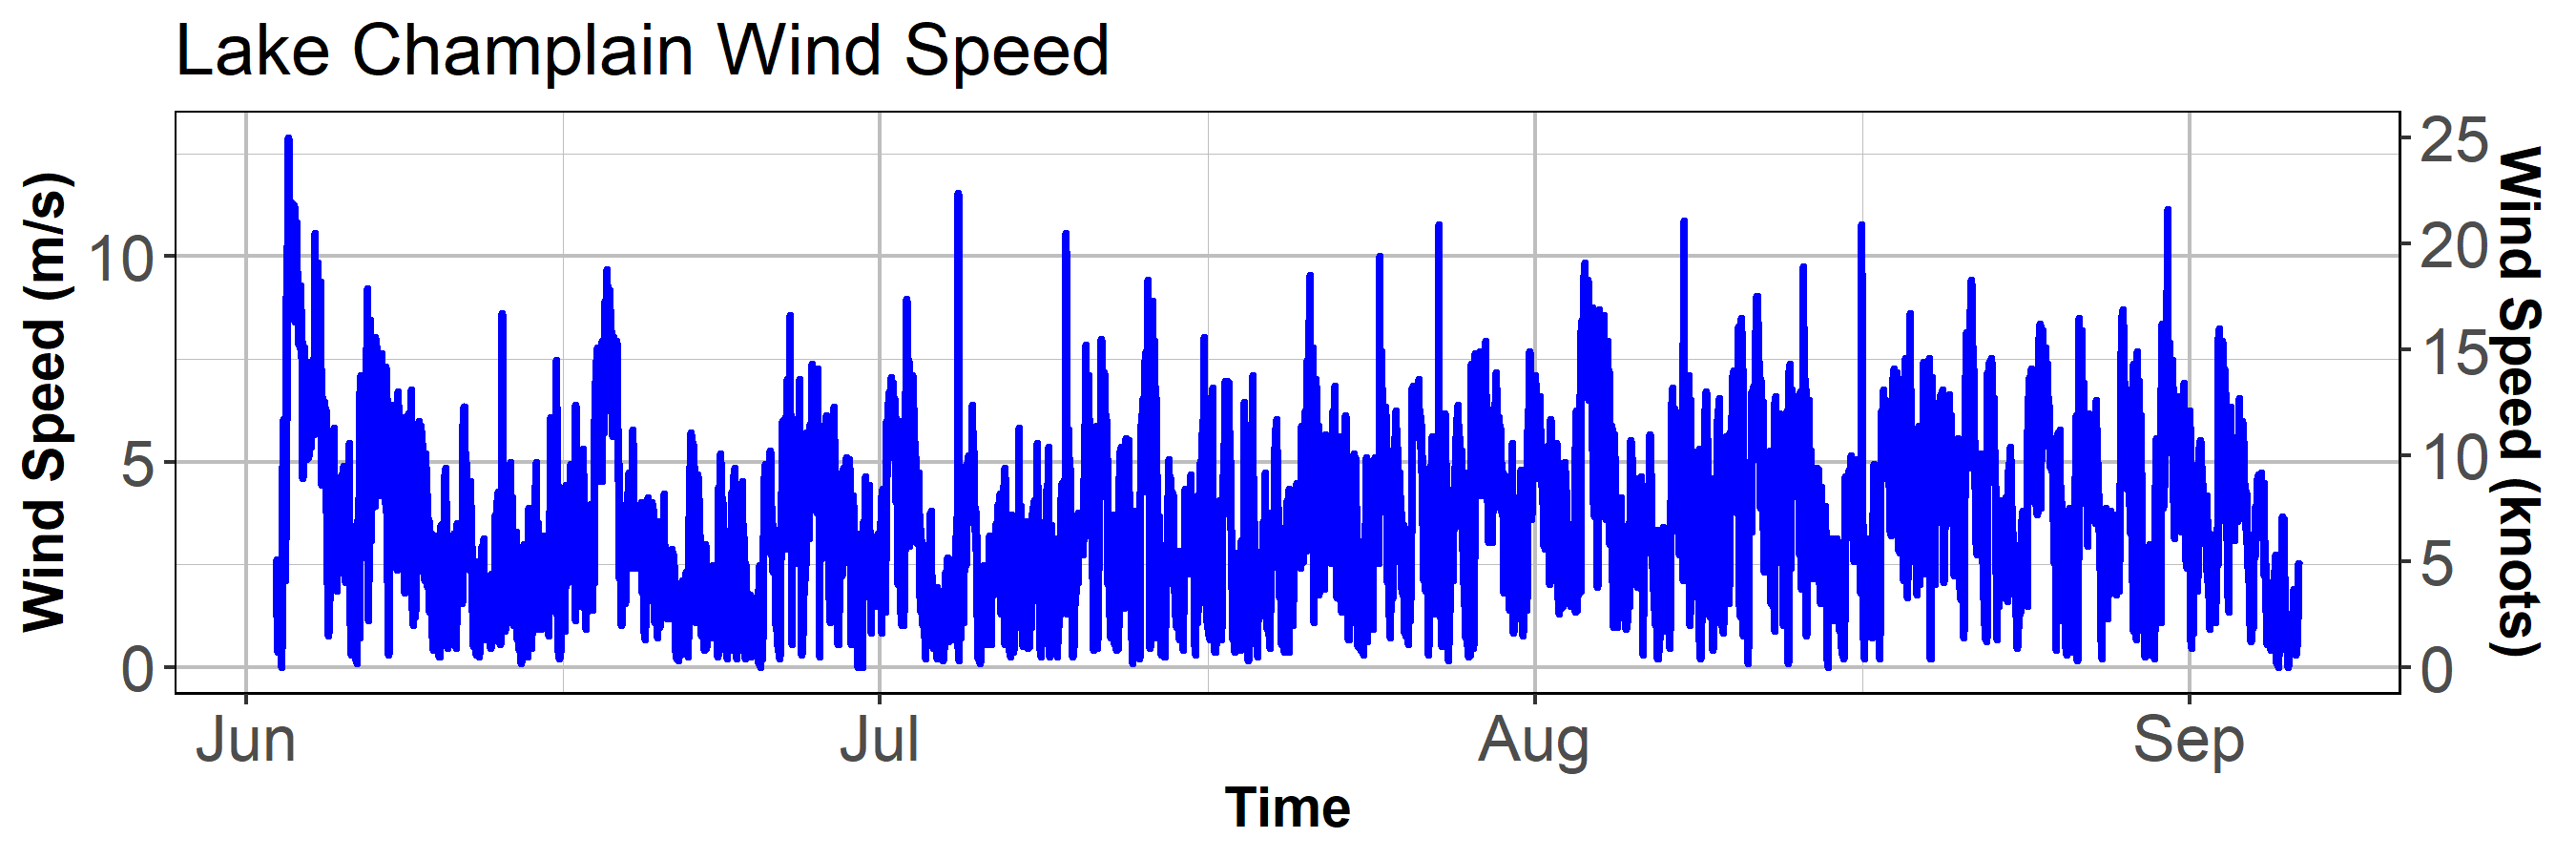 Lake Champlain Wind Speed
Wind Speed (m/s)
10
5
0
25
20
15
10
5
0
Wind Speed (knots)
Jun Jul Aug Sep
Time